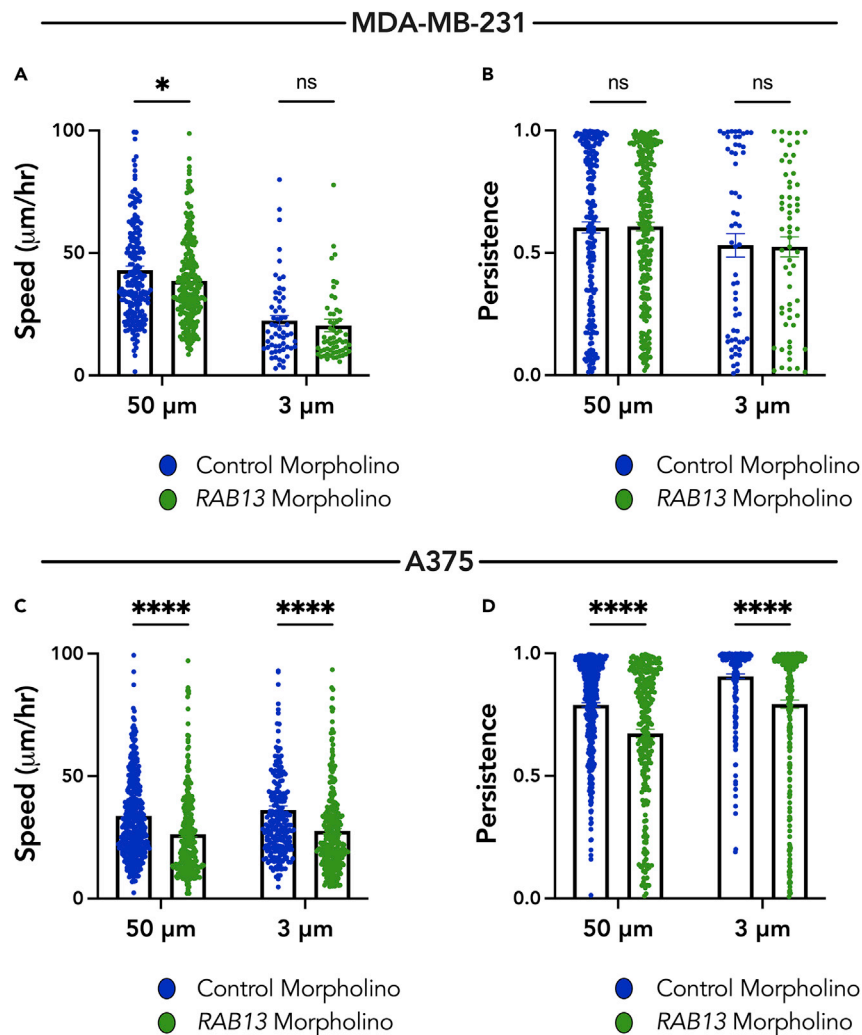 MDA-MB-231
A
B
*
ns
ns
ns
100
50
0
Speed (μm/hr)
50 μm
3 μm
1.0
0.5
0.0
Persistence
50 μm
3 μm
Control Morpholino
RAB13 Morpholino
Control Morpholino
RAB13 Morpholino
A375
C
D
****
****
****
****
100
50
0
Speed (μm/hr)
50 μm
3 μm
1.0
0.5
0.0
Persistence
50 μm
3 μm
Control Morpholino
RAB13 Morpholino
Control Morpholino
RAB13 Morpholino